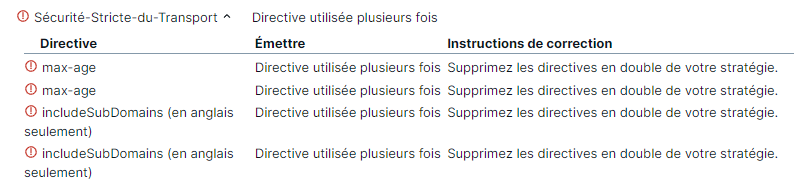 Sécurité-Stricte-du-Transport Directive utilisée plusieurs fois
Directive Émettre Instructions de correction
max-age Directive utilisée plusieurs fois Supprimez les directives en double de votre stratégie.
max-age Directive utilisée plusieurs fois Supprimez les directives en double de votre stratégie.
includeSubDomains (en anglais Directive utilisée plusieurs fois Supprimez les directives en double de votre stratégie.
seulement)
includeSubDomains (en anglais Directive utilisée plusieurs fois Supprimez les directives en double de votre stratégie.
seulement)